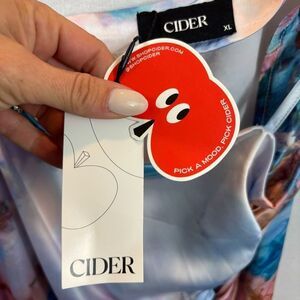 CIDER
XL
WWW.SHOPCIDER.COM
@SHOPCIDER
PICK A MOOD, PICK CIDER
CIDER